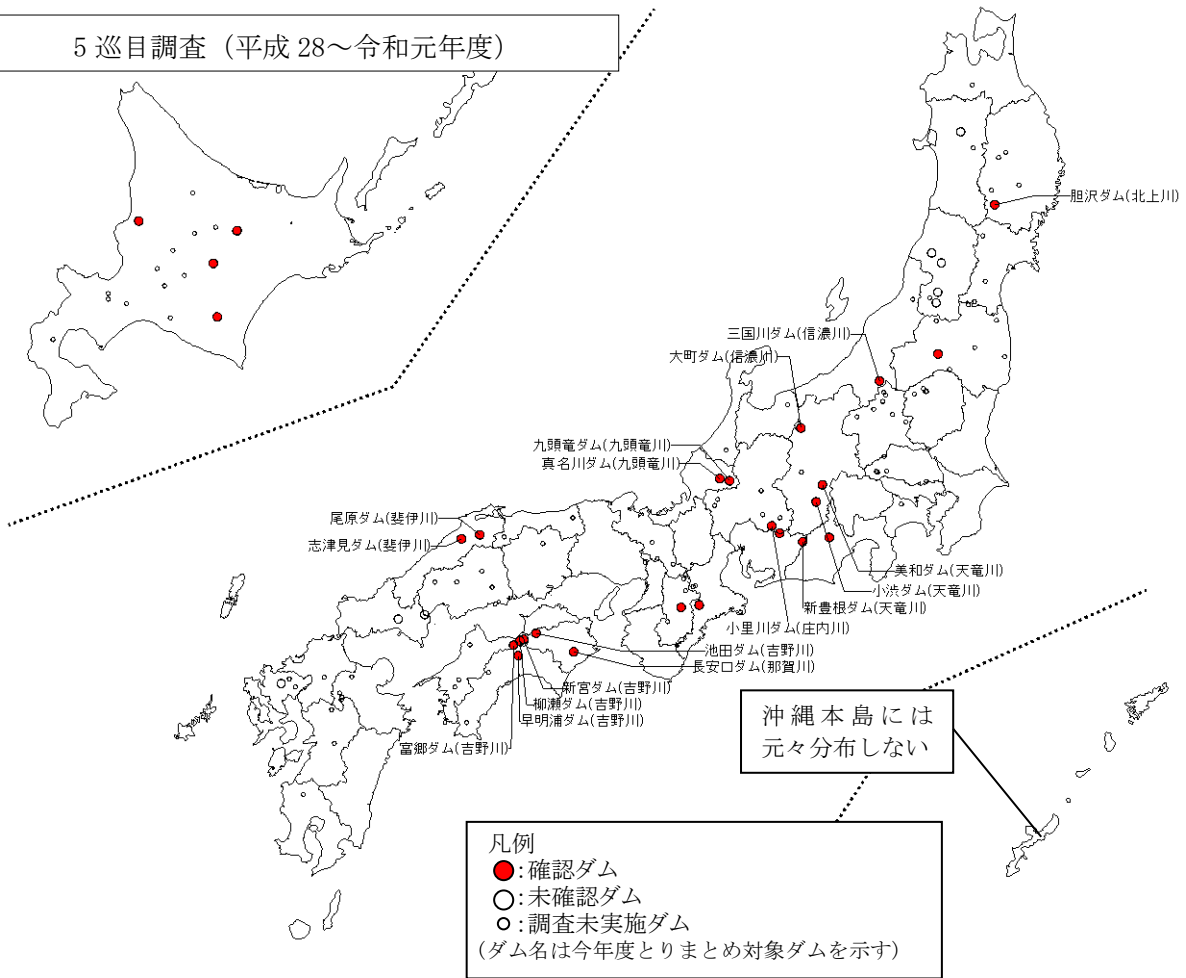 5 巡目調査（平成 28～令和元年度）
胆沢ダム(北上川)
三国川ダム(信濃川)
大町ダム(信濃川)
九頭竜ダム(九頭竜川)
真名川ダム(九頭竜川)
尾原ダム(斐伊川)
志津見ダム(斐伊川)
美和ダム(天竜川)
小渋ダム(天竜川)
新豊根ダム(天竜川)
小里川ダム(庄内川)
池田ダム(吉野川)
長安口ダム(那賀川)
新宮ダム(吉野川)
柳瀬ダム(吉野川)
早明浦ダム(吉野川)
富郷ダム(吉野川)
沖縄本島には
元々分布しない
凡例
:確認ダム
:未確認ダム
:調査未実施ダム
(ダム名は今年度とりまとめ対象ダムを示す)